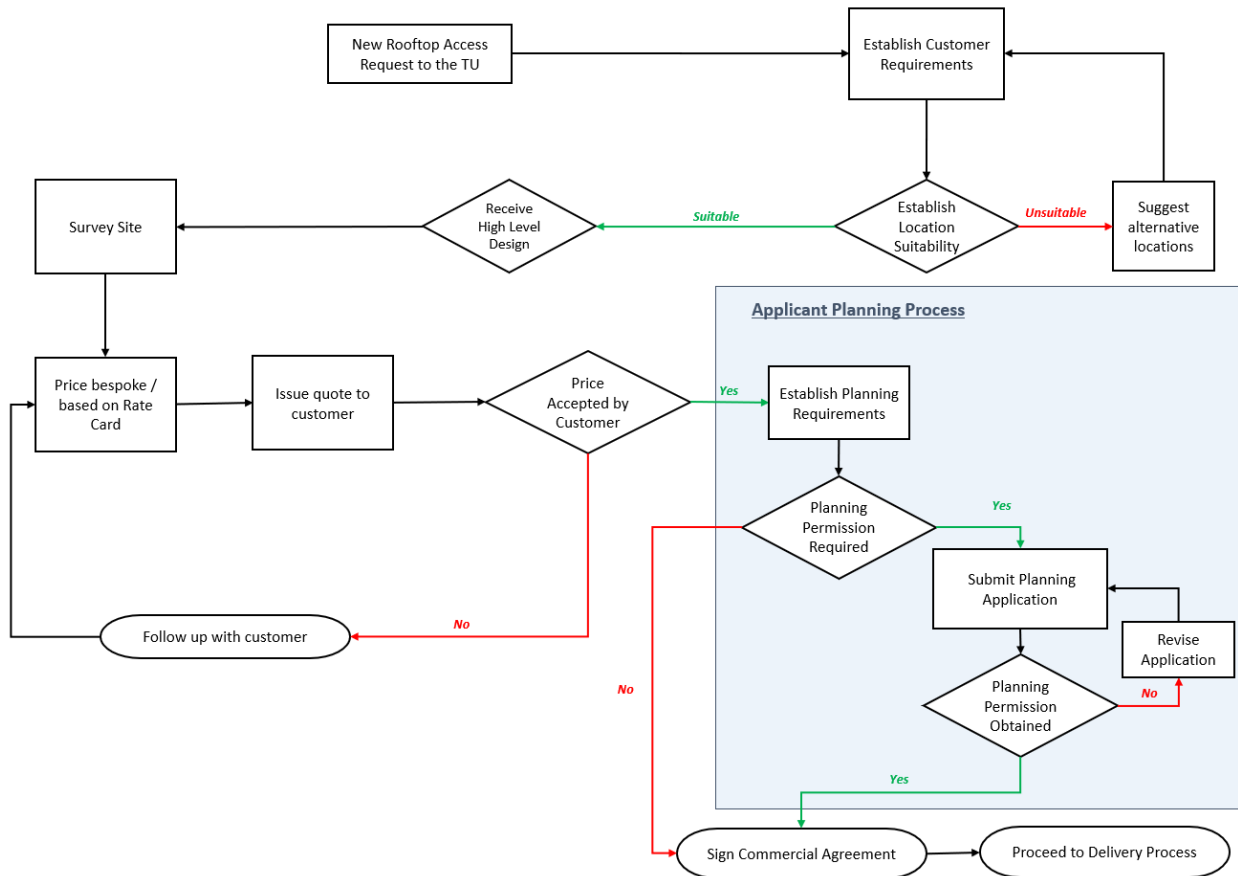 New Rooftop Access
Request to the TU
Establish Customer
Requirements
Survey Site
Receive
High Level
Design
Suitable
Establish
Location
Suitability
Unsuitable
Suggest
alternative
locations
Applicant Planning Process
Price bespoke /
based on Rate
Card
Issue quote to
customer
Price
Accepted by
Customer
Yes
Establish Planning
Requirements
Planning
Permission
Required
Yes
Submit Planning
Application
Follow up with customer
No
Revise
Application
No
Planning
Permission
Obtained
No
Yes
Sign Commercial Agreement
Proceed to Delivery Process